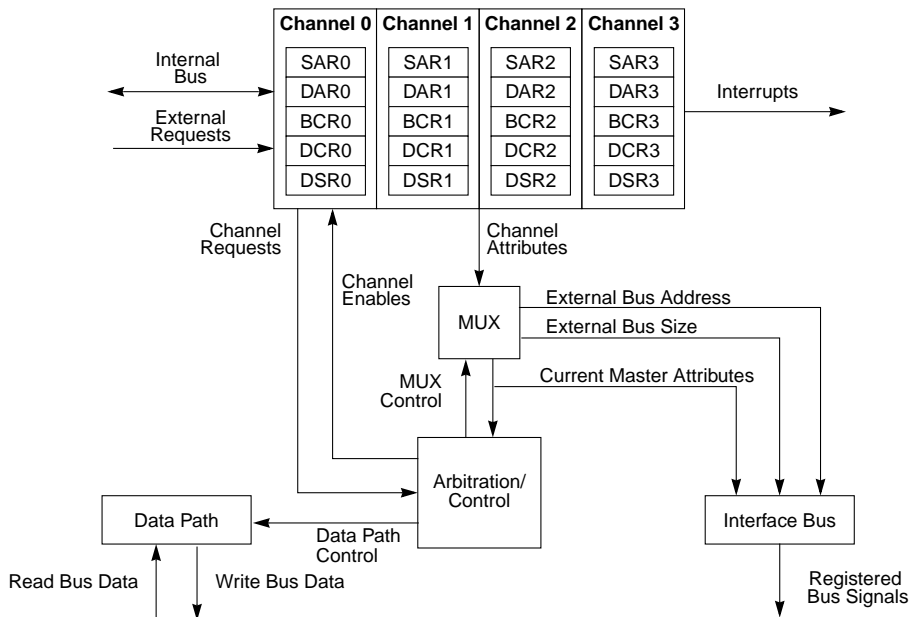 Channel 0 Channel 1 Channel 2 Channel 3
SAR0 SAR1 SAR2 SAR3
DAR0 DAR1 DAR2 DAR3
BCR0 BCR1 BCR2 BCR3
DCR0 DCR1 DCR2 DCR3
DSR0 DSR1 DSR2 DSR3
Internal
Bus
External
Requests
Interrupts
Channel
Requests
Channel
Enables
Channel
Attributes
MUX
External Bus Address
External Bus Size
Current Master Attributes
MUX
Control
Arbitration/
Control
Data Path
Data Path
Control
Interface Bus
Read Bus Data
Write Bus Data
Registered
Bus Signals